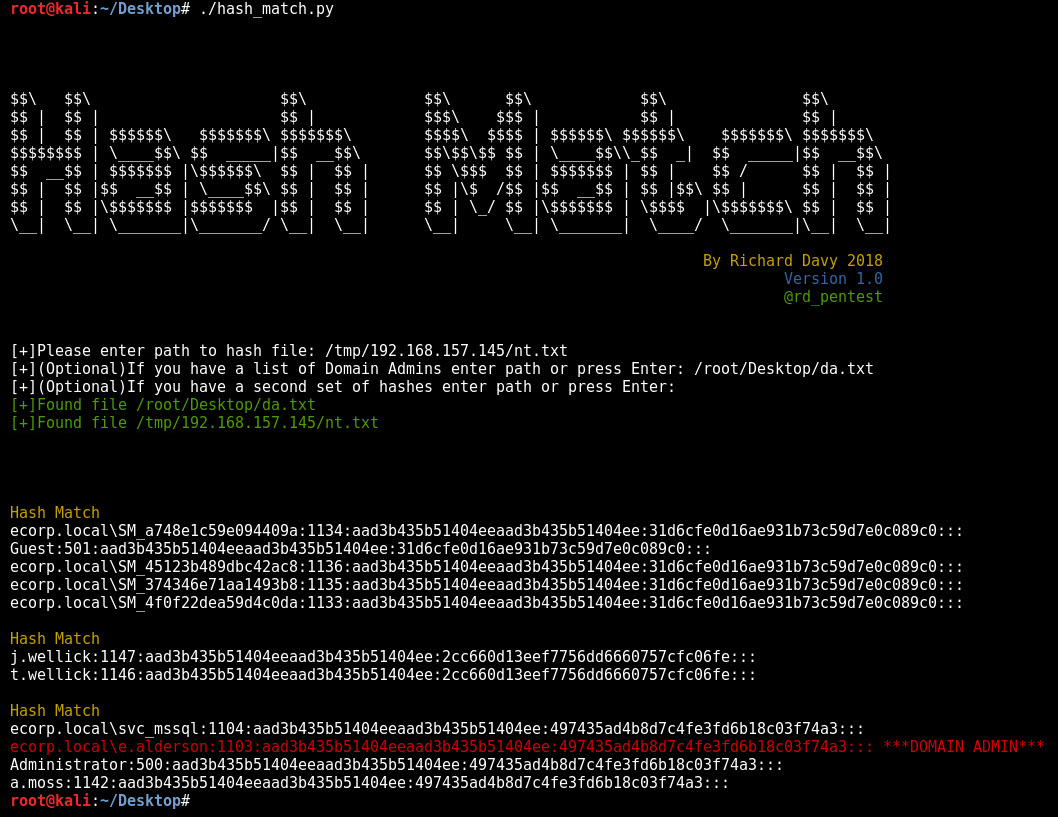 root@kali:~/Desktop# ./hash_match.py
$$\   $$\                     $$\             $$\      $$\            $$\               $$\
$$ |  $$ |                    $$ |            $$$\    $$$ |           $$ |              $$ |
$$ |  $$ | $$$$$$\   $$$$$$$\ $$$$$$$\        $$$$\  $$$$ | $$$$$$\ $$$$$$\    $$$$$$$\ $$$$$$$\
$$$$$$$$ | \____$$\ $$  _____|$$  __$$\       $$\$$\$$ $$ | \____$$\\_$$  _|  $$  _____|$$  __$$\
$$  __$$ | $$$$$$$ |\$$$$$$\  $$ |  $$ |      $$ \$$$  $$ | $$$$$$$ | $$ |    $$ /      $$ |  $$ |
$$ |  $$ |$$  __$$ | \____$$\ $$ |  $$ |      $$ |\$  /$$ |$$  __$$ | $$ |$$\ $$ |      $$ |  $$ |
$$ |  $$ |\$$$$$$$ |$$$$$$$  |$$ |  $$ |      $$ | \_/ $$ |\$$$$$$$ | \$$$$  |\$$$$$$$\ $$ |  $$ |
\__|  \__| \_______|\_______/ \__|  \__|      \__|     \__| \_______|  \____/  \_______|\__|  \__|
By Richard Davy 2018
Version 1.0
@rd_pentest
[+]Please enter path to hash file: /tmp/192.168.157.145/nt.txt
[+](Optional)If you have a list of Domain Admins enter path or press Enter: /root/Desktop/da.txt
[+](Optional)If you have a second set of hashes enter path or press Enter:
[+]Found file /root/Desktop/da.txt
[+]Found file /tmp/192.168.157.145/nt.txt
Hash Match
ecorp.local\SM_a748e1c59e094409a:1134:aad3b435b51404eeaad3b435b51404ee:31d6cfe0d16ae931b73c59d7e0c089c0:::
Guest:501:aad3b435b51404eeaad3b435b51404ee:31d6cfe0d16ae931b73c59d7e0c089c0:::
ecorp.local\SM_45123b489dbc42ac8:1136:aad3b435b51404eeaad3b435b51404ee:31d6cfe0d16ae931b73c59d7e0c089c0:::
ecorp.local\SM_374346e71aa1493b8:1135:aad3b435b51404eeaad3b435b51404ee:31d6cfe0d16ae931b73c59d7e0c089c0:::
ecorp.local\SM_4f0f22dea59d4c0da:1133:aad3b435b51404eeaad3b435b51404ee:31d6cfe0d16ae931b73c59d7e0c089c0:::
Hash Match
j.wellick:1147:aad3b435b51404eeaad3b435b51404ee:2cc660d13eef7756dd6660757cfc06fe:::
t.wellick:1146:aad3b435b51404eeaad3b435b51404ee:2cc660d13eef7756dd6660757cfc06fe:::
Hash Match
ecorp.local\svc_mssql:1104:aad3b435b51404eeaad3b435b51404ee:497435ad4b8d7c4fe3fd6b18c03f74a3:::
ecorp.local\e.alderson:1103:aad3b435b51404eeaad3b435b51404ee:497435ad4b8d7c4fe3fd6b18c03f74a3::: ***DOMAIN ADMIN***
Administrator:500:aad3b435b51404eeaad3b435b51404ee:497435ad4b8d7c4fe3fd6b18c03f74a3:::
a.moss:1142:aad3b435b51404eeaad3b435b51404ee:497435ad4b8d7c4fe3fd6b18c03f74a3:::
root@kali:~/Desktop#